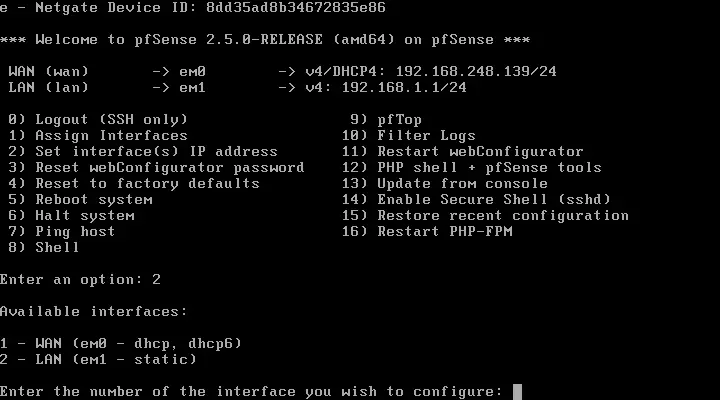 e - Netgate Device ID: 8dd35ad8b34672835e86
*** Welcome to pfSense 2.5.0-RELEASE (amd64) on pfSense ***
WAN (wan) -> em0 -> v4/DHCP4: 192.168.248.139/24
LAN (lan) -> em1 -> v4: 192.168.1.1/24
0) Logout (SSH only) 9) pfTop
1) Assign Interfaces 10) Filter Logs
2) Set interface(s) IP address 11) Restart webConfigurator
3) Reset webConfigurator password 12) PHP shell + pfSense tools
4) Reset to factory defaults 13) Update from console
5) Reboot system 14) Enable Secure Shell (sshd)
6) Halt system 15) Restore recent configuration
7) Ping host 16) Restart PHP-FPM
8) Shell
Enter an option: 2
Available interfaces:
1 - WAN (em0 - dhcp, dhcp6)
2 - LAN (em1 - static)
Enter the number of the interface you wish to configure: